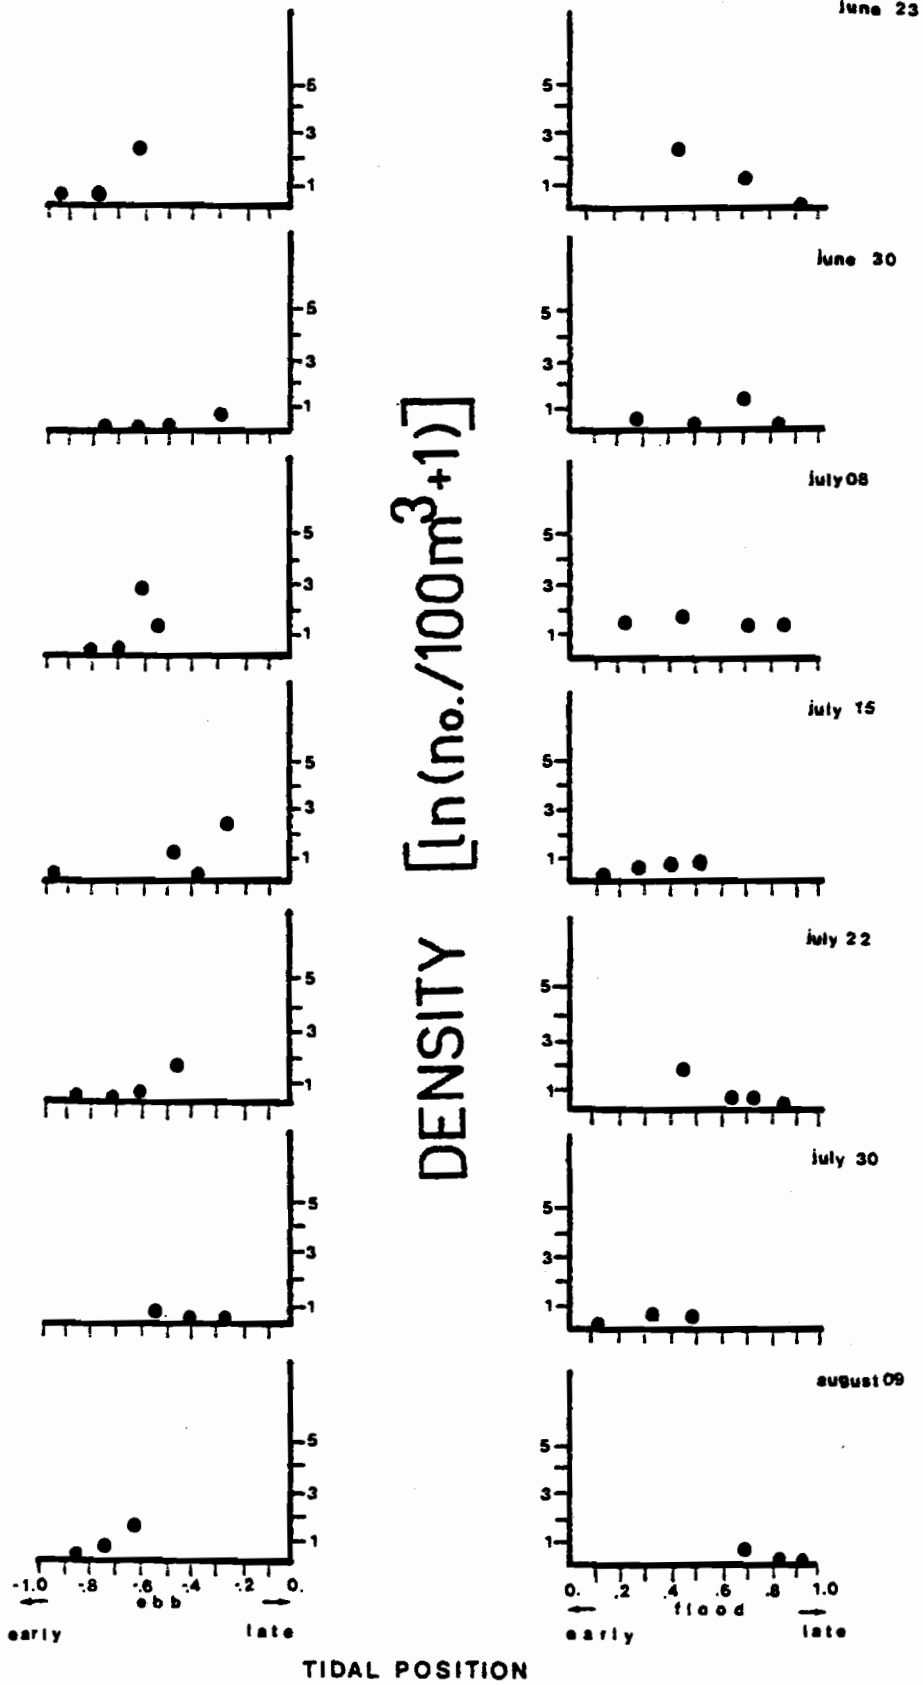 june 23
5 5
3 3
1 1
june 30
5 5
3 3
1 1
july 08
5 5
3 3
1 1
july 15
5 5
3 3
1 1
july 22
5 5
3 3
1 1
july 30
5 5
3 3
1 1
august 09
5 5
3 3
1 1
DENSITY [ln(no./100m³+1)]
-1.0 .8 .6 .4 .2 0. 0. .2 .4 .6 .8 1.0
ebb flood
early late early late
TIDAL POSITION